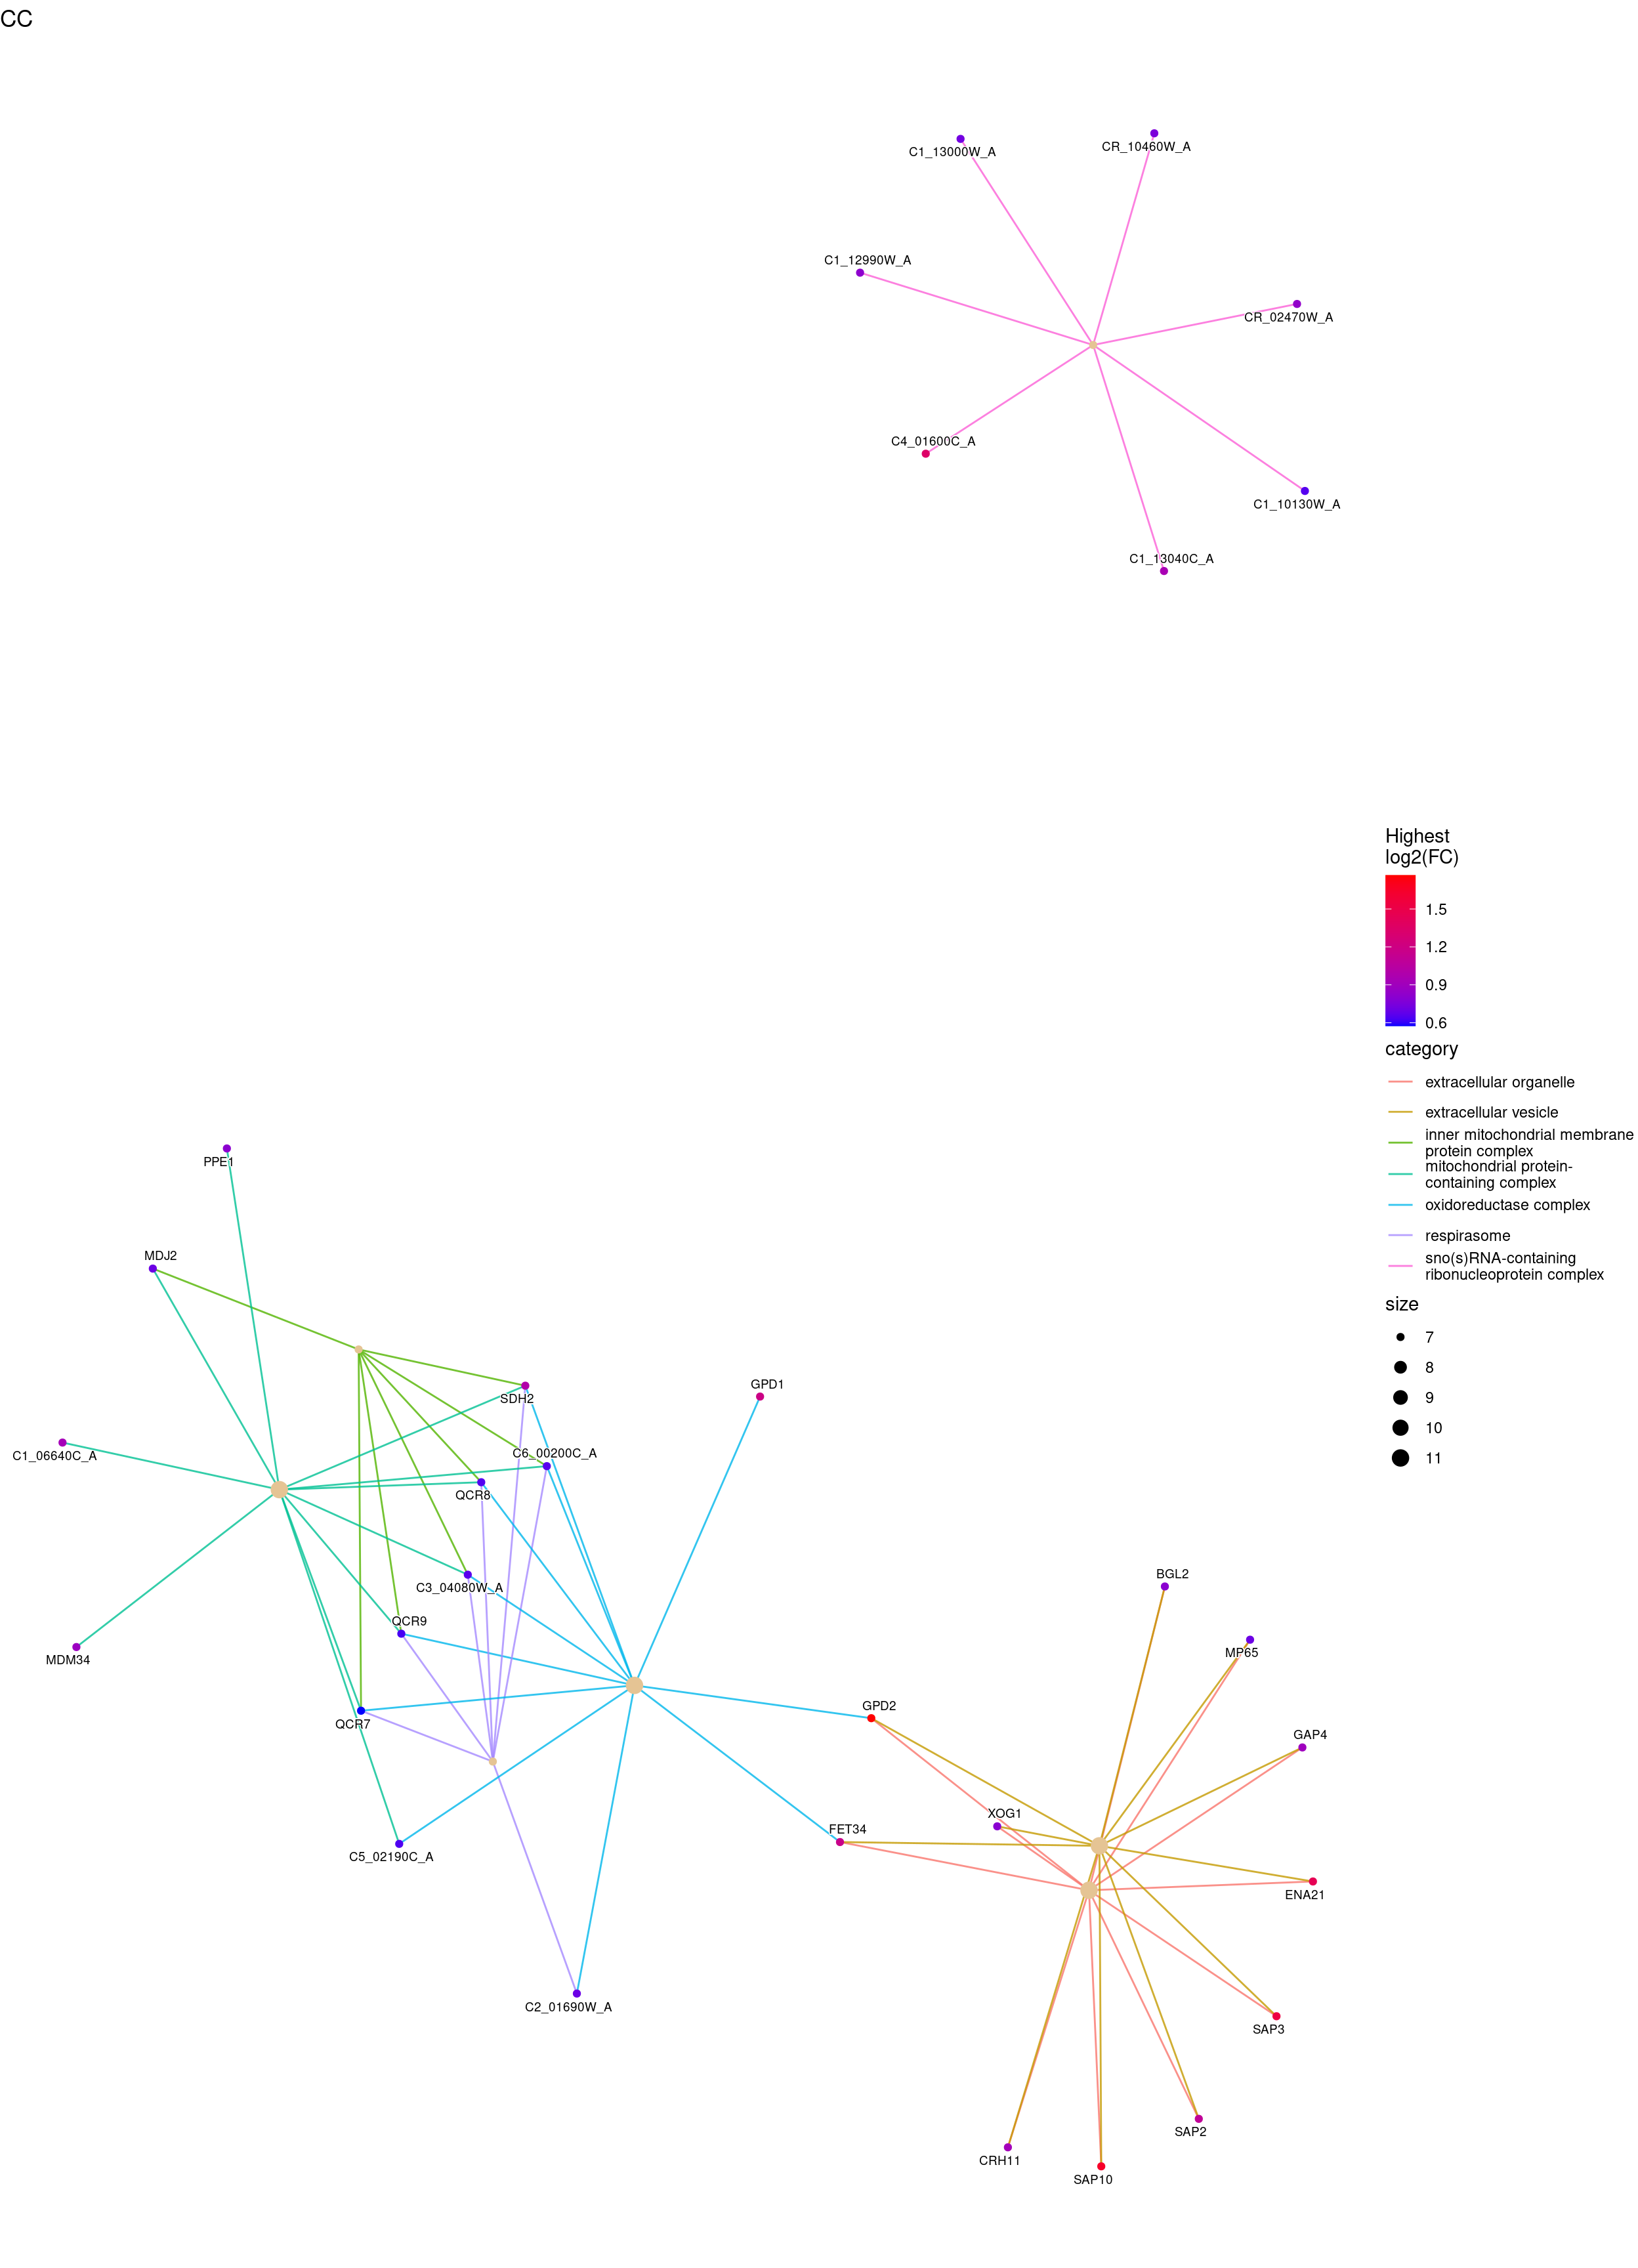 CC
CR_10460W_A
C1_13000W_A
C1_12990W_A
CR_02470W_A
C4_01600C_A
C1_10130W_A
C1_13040C_A
Highest
log2(FC)
1.5
1.2
0.9
0.6
category
extracellular organelle
extracellular vesicle
inner mitochondrial membrane
protein complex
mitochondrial protein-
containing complex
oxidoreductase complex
respirasome
sno(s)RNA-containing
ribonucleoprotein complex
size
7
8
9
10
11
PPE1
MDJ2
GPD1
SDH2
C1_06640C_A
C6_00200C_A
QCR8
C3_04080W_A
QCR9
MDM34
QCR7
C5_02190C_A
C2_01690W_A
BGL2
MP65
GPD2
GAP4
XOG1
FET34
ENA21
SAP3
SAP2
CRH11
SAP10